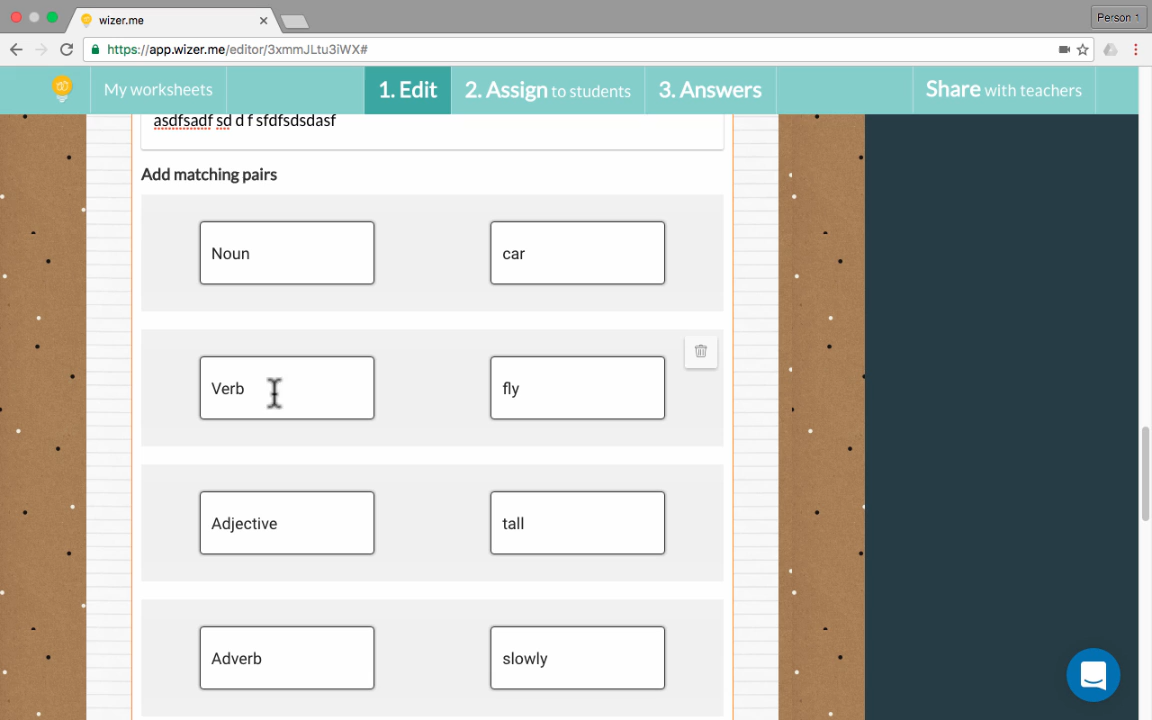 wizer.me
Person 1
https://app.wizer.me/editor/3xmmJLtu3iWX#
My worksheets
1. Edit
2. Assign to students
3. Answers
Share with teachers
asdfsadf sd d f sfdfsdsdasf
Add matching pairs
Noun
car
Verb
fly
Adjective
tall
Adverb
slowly